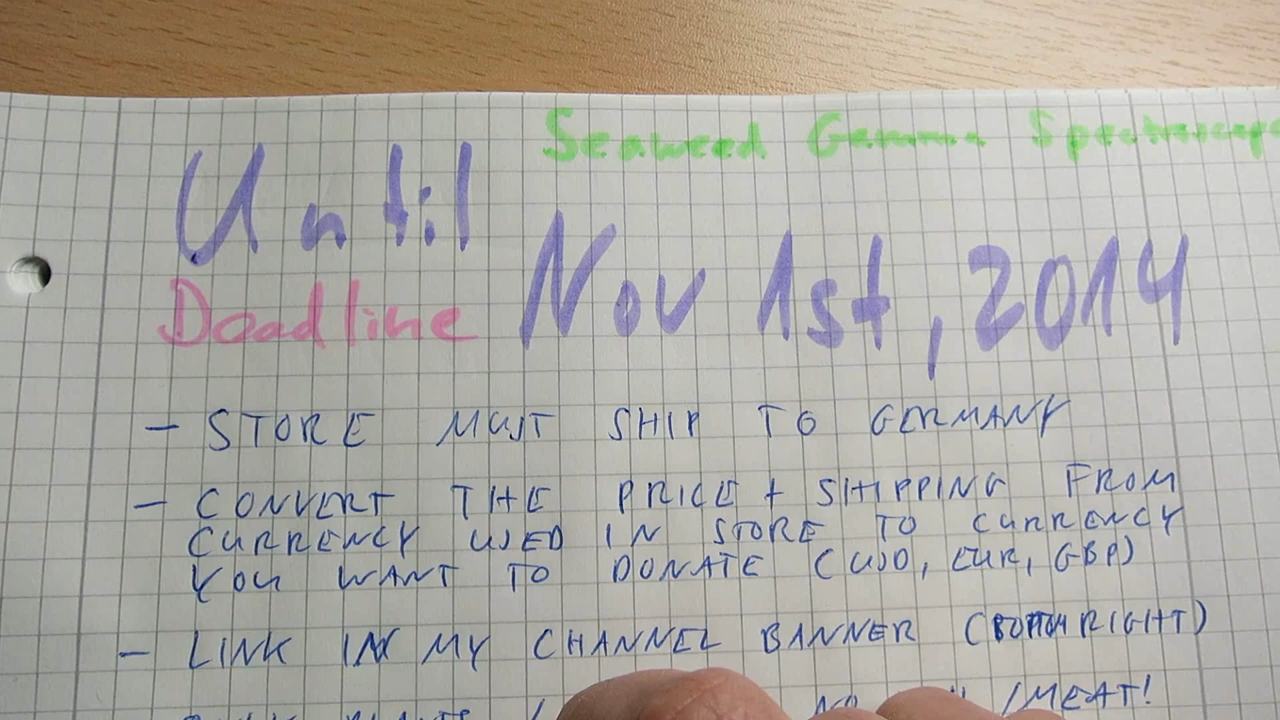 Seaweed Gamma
Until
Nov 1st, 2014
Deadline
- STORE MUST SHIP TO GERMANY
- CONVERT THE PRICE + SHIPPING FROM
CURRENCY USED IN STORE TO CURRENCY
YOU WANT TO DONATE (USD, EUR, GBP)
- LINK IN MY CHANNEL BANNER (BOTTOM RIGHT)
NO /MEAT!